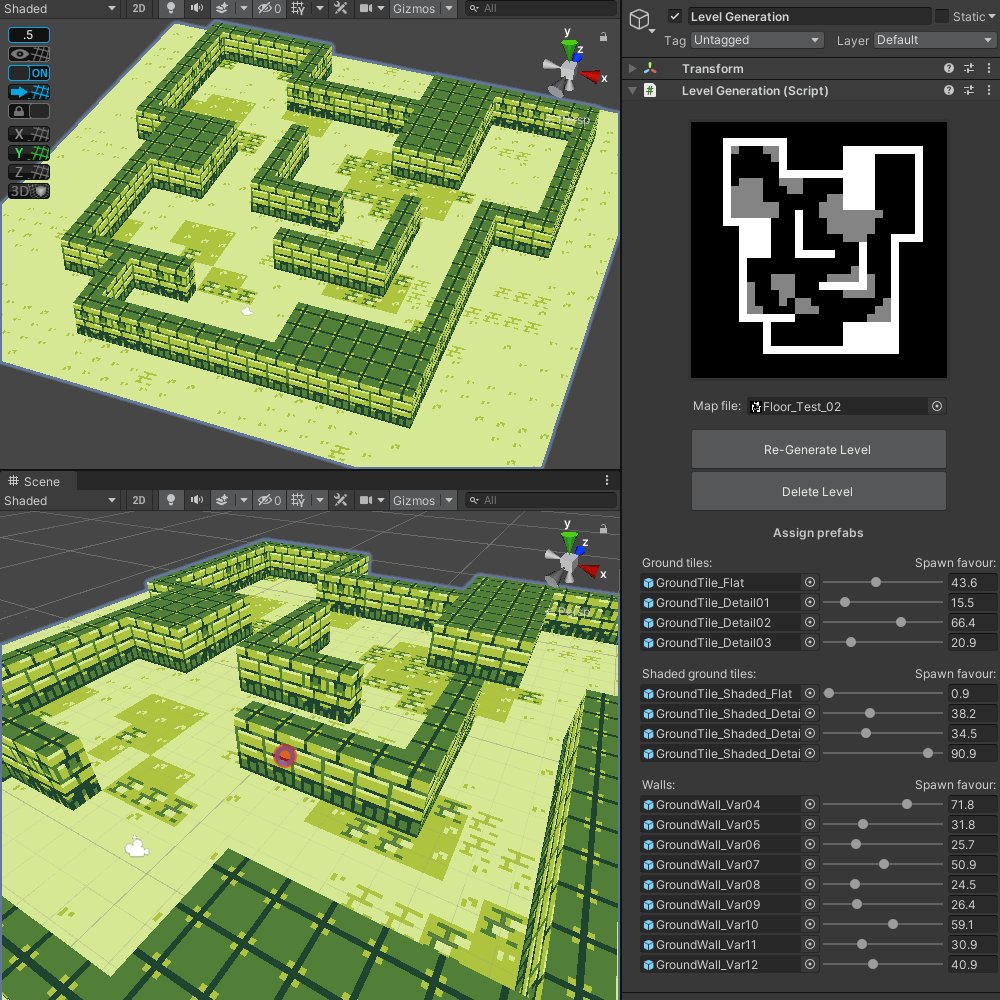 Shaded 2D 0 Gizmos All
.5
ON
X
Y
Z
3D
y
z
x
Persp
Scene
Shaded 2D 0 Gizmos All
y
z
x
Persp
Level Generation Static
Tag Untagged Layer Default
Transform
# Level Generation (Script)
Map file: Floor_Test_02
Re-Generate Level
Delete Level
Assign prefabs
Ground tiles: Spawn favour:
GroundTile_Flat 43.6
GroundTile_Detail01 15.5
GroundTile_Detail02 66.4
GroundTile_Detail03 20.9
Shaded ground tiles: Spawn favour:
GroundTile_Shaded_Flat 0.9
GroundTile_Shaded_Detai 38.2
GroundTile_Shaded_Detai 34.5
GroundTile_Shaded_Detai 90.9
Walls: Spawn favour:
GroundWall_Var04 71.8
GroundWall_Var05 31.8
GroundWall_Var06 25.7
GroundWall_Var07 50.9
GroundWall_Var08 24.5
GroundWall_Var09 26.4
GroundWall_Var10 59.1
GroundWall_Var11 30.9
GroundWall_Var12 40.9